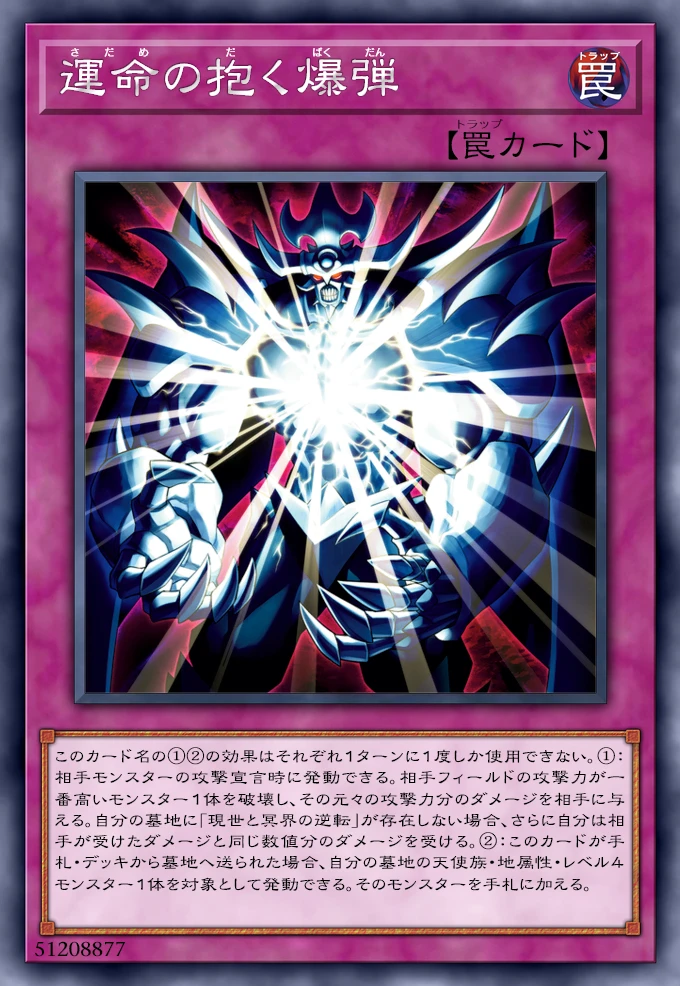 さだめ だ ばくだん
運命の抱く爆弾
トラップ
罠
トラップ
【罠カード】
このカード名の①②の効果はそれぞれ1ターンに1度しか使用できない。①:
相手モンスターの攻撃宣言時に発動できる。相手フィールドの攻撃力が一
番高いモンスター1体を破壊し、その元々の攻撃力分のダメージを相手に与
える。自分の墓地に「現世と冥界の逆転」が存在しない場合、さらに自分は相
手が受けたダメージと同じ数値分のダメージを受ける。②:このカードが手
札・デッキから墓地へ送られた場合、自分の墓地の天使族・地属性・レベル4
モンスター1体を対象として発動できる。そのモンスターを手札に加える。
51208877